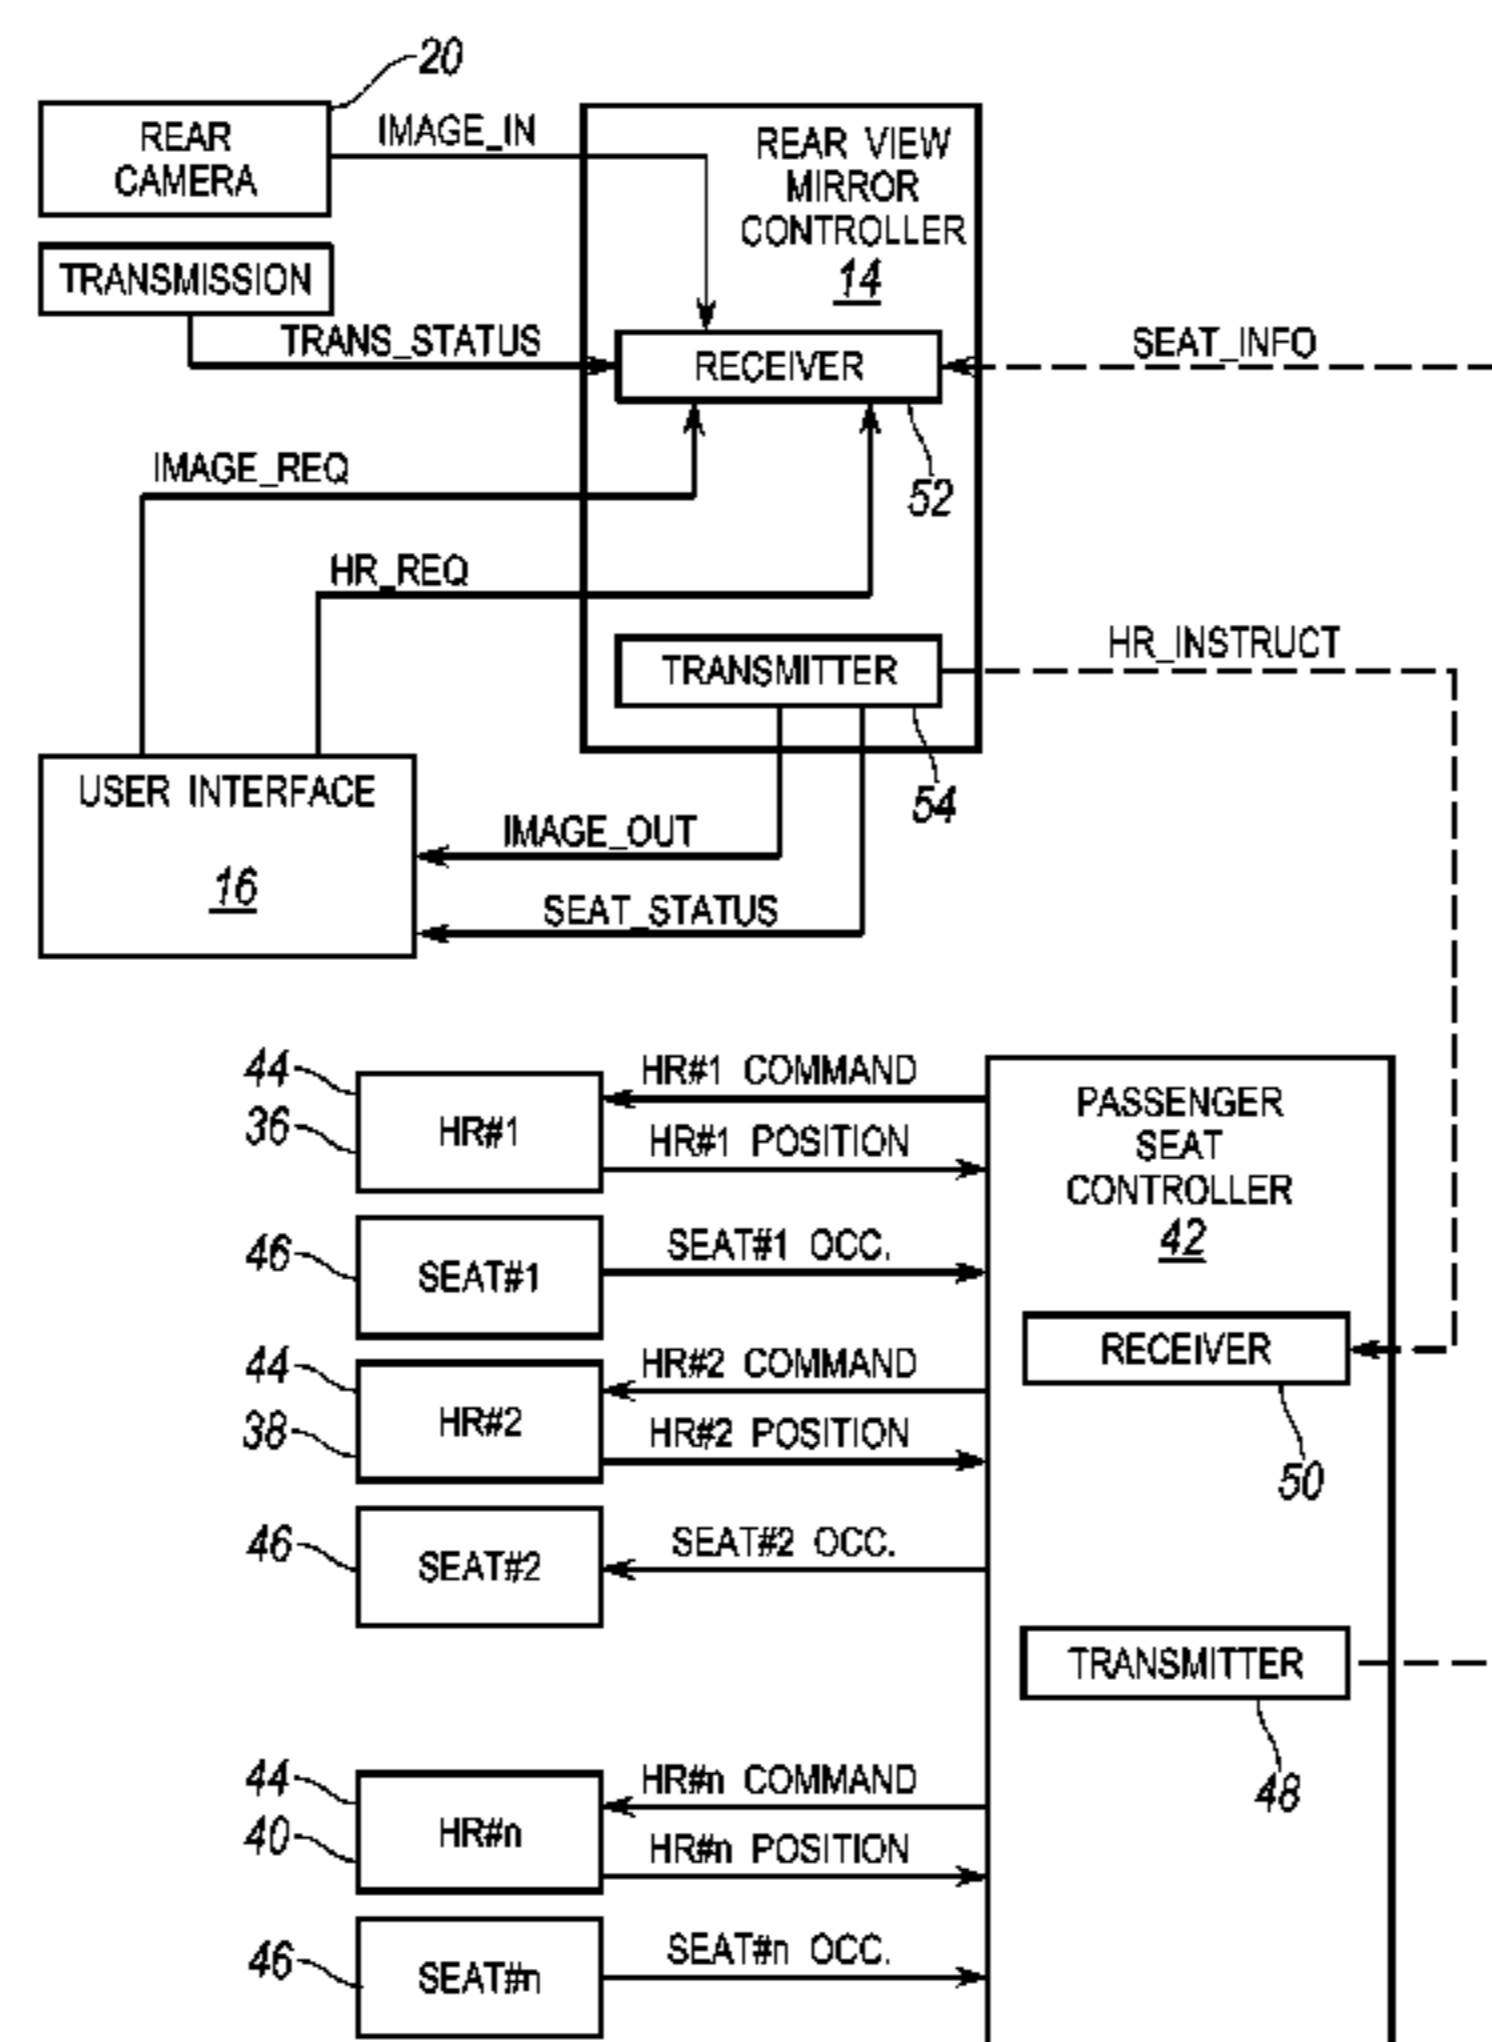 20
REAR
CAMERA
IMAGE_IN
REAR VIEW
MIRROR
CONTROLLER
14
TRANSMISSION
TRANS_STATUS
RECEIVER
SEAT_INFO
IMAGE_REQ
52
HR_REQ
TRANSMITTER
HR_INSTRUCT
USER INTERFACE
16
54
IMAGE_OUT
SEAT_STATUS
44
36
HR#1
HR#1 COMMAND
HR#1 POSITION
PASSENGER
SEAT
CONTROLLER
42
46
SEAT#1
SEAT#1 OCC.
44
38
HR#2
HR#2 COMMAND
HR#2 POSITION
RECEIVER
50
46
SEAT#2
SEAT#2 OCC.
TRANSMITTER
48
44
40
HR#n
HR#n COMMAND
HR#n POSITION
46
SEAT#n
SEAT#n OCC.